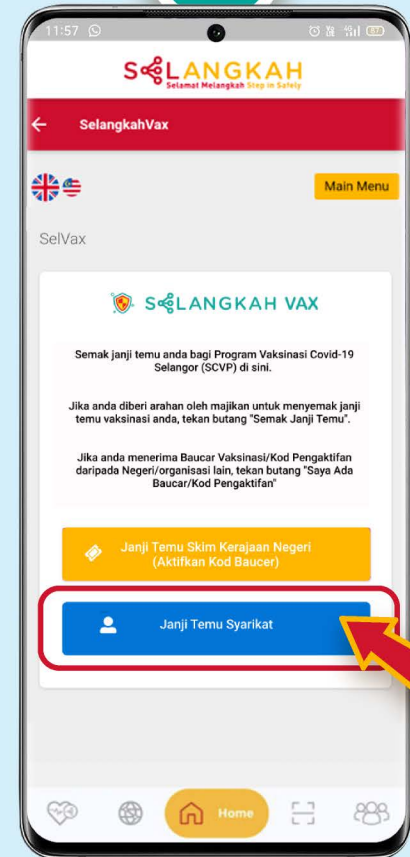 11:57
87
SELANGKAH
Selamat Melangkah Step in Safely
SelangkahVax
Main Menu
SelVax
SELANGKAH VAX
Semak janji temu anda bagi Program Vaksinasi Covid-19
Selangor (SCVP) di sini.
Jika anda diberi arahan oleh majikan untuk menyemak janji
temu vaksinasi anda, tekan butang "Semak Janji Temu".
Jika anda menerima Baucar Vaksinasi/Kod Pengaktifan
daripada Negeri/organisasi lain, tekan butang "Saya Ada
Baucar/Kod Pengaktifan"
Janji Temu Skim Kerajaan Negeri
(Aktifkan Kod Baucer)
Janji Temu Syarikat
Home